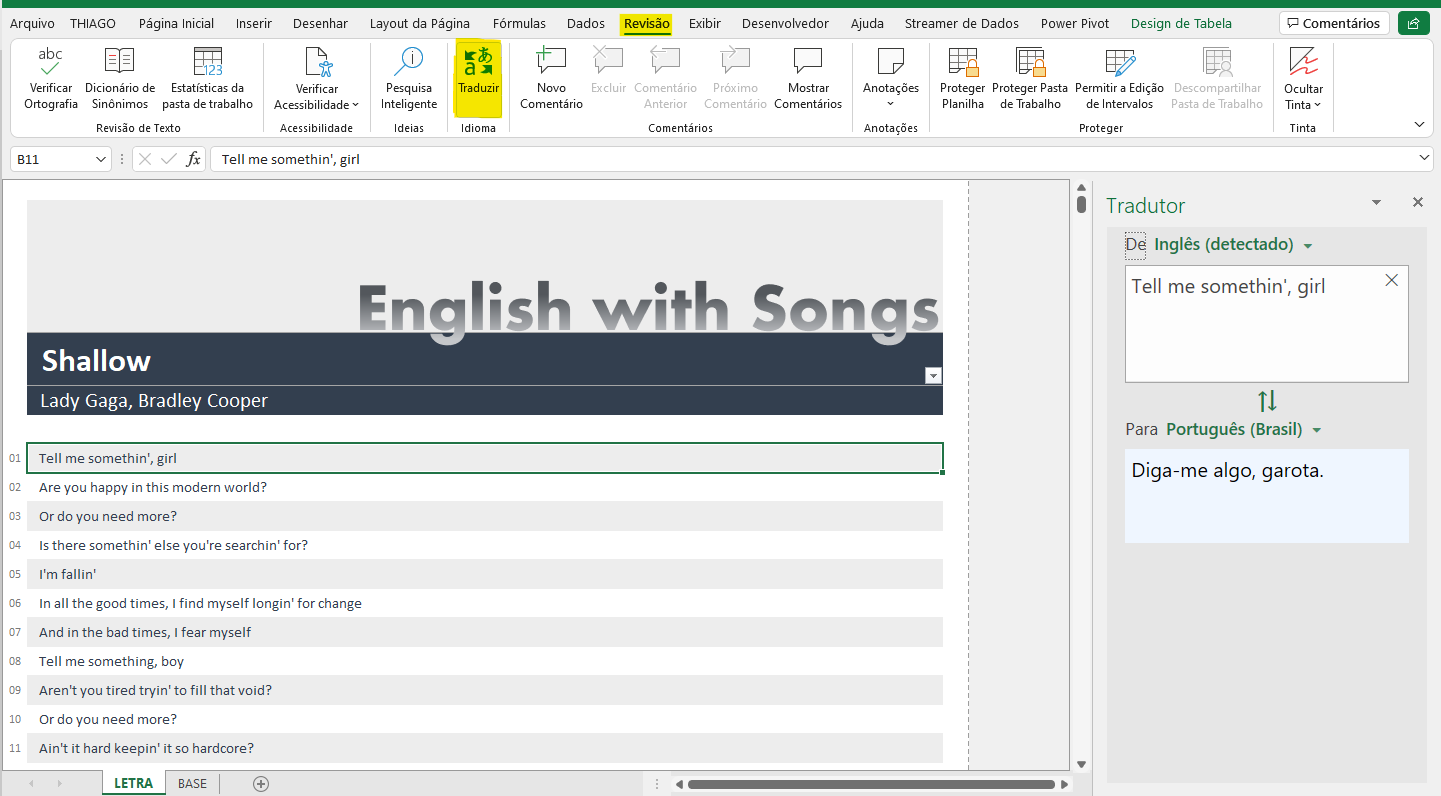 Arquivo THIAGO Página Inicial Inserir Desenhar Layout da Página Fórmulas Dados Revisão Exibir Desenvolvedor Ajuda Streamer de Dados Power Pivot Design de Tabela Comentários
abc
Verificar Ortografia
Dicionário de Sinônimos
123
Estatísticas da pasta de trabalho
Verificar Acessibilidade
Pesquisa Inteligente
あ
a
Traduzir
Novo Comentário
Excluir
Comentário Anterior
Próximo Comentário
Mostrar Comentários
Anotações
Proteger Planilha
Proteger Pasta de Trabalho
Permitir a Edição de Intervalos
Descompartilhar Pasta de Trabalho
Ocultar Tinta
Revisão de Texto Acessibilidade Ideias Idioma Comentários Anotações Proteger Tinta
B11 fx Tell me somethin', girl
English with Songs
Shallow
Lady Gaga, Bradley Cooper
01 Tell me somethin', girl
02 Are you happy in this modern world?
03 Or do you need more?
04 Is there somethin' else you're searchin' for?
05 I'm fallin'
06 In all the good times, I find myself longin' for change
07 And in the bad times, I fear myself
08 Tell me something, boy
09 Aren't you tired tryin' to fill that void?
10 Or do you need more?
11 Ain't it hard keepin' it so hardcore?
LETRA BASE
Tradutor
De Inglês (detectado)
Tell me somethin', girl
Para Português (Brasil)
Diga-me algo, garota.